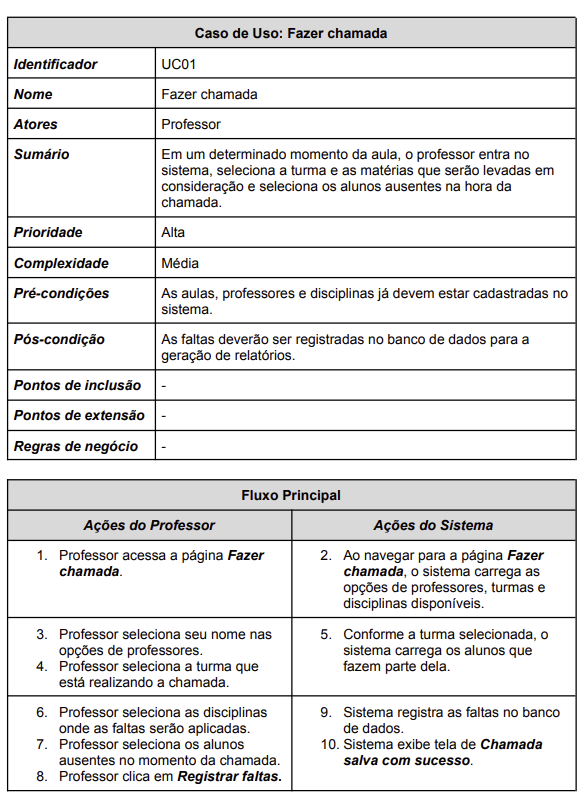 Caso de Uso: Fazer chamada
Identificador UC01
Nome Fazer chamada
Atores Professor
Sumário Em um determinado momento da aula, o professor entra no
sistema, seleciona a turma e as matérias que serão levadas em
consideração e seleciona os alunos ausentes na hora da
chamada.
Prioridade Alta
Complexidade Média
Pré-condições As aulas, professores e disciplinas já devem estar cadastradas no
sistema.
Pós-condição As faltas deverão ser registradas no banco de dados para a
geração de relatórios.
Pontos de inclusão -
Pontos de extensão -
Regras de negócio -
Fluxo Principal
Ações do Professor Ações do Sistema
1. Professor acessa a página Fazer
chamada.
2. Ao navegar para a página Fazer
chamada, o sistema carrega as
opções de professores, turmas e
disciplinas disponíveis.
3. Professor seleciona seu nome nas
opções de professores.
4. Professor seleciona a turma que
está realizando a chamada.
5. Conforme a turma selecionada, o
sistema carrega os alunos que
fazem parte dela.
6. Professor seleciona as disciplinas
onde as faltas serão aplicadas.
7. Professor seleciona os alunos
ausentes no momento da chamada.
8. Professor clica em Registrar faltas.
9. Sistema registra as faltas no banco
de dados.
10. Sistema exibe tela de Chamada
salva com sucesso.